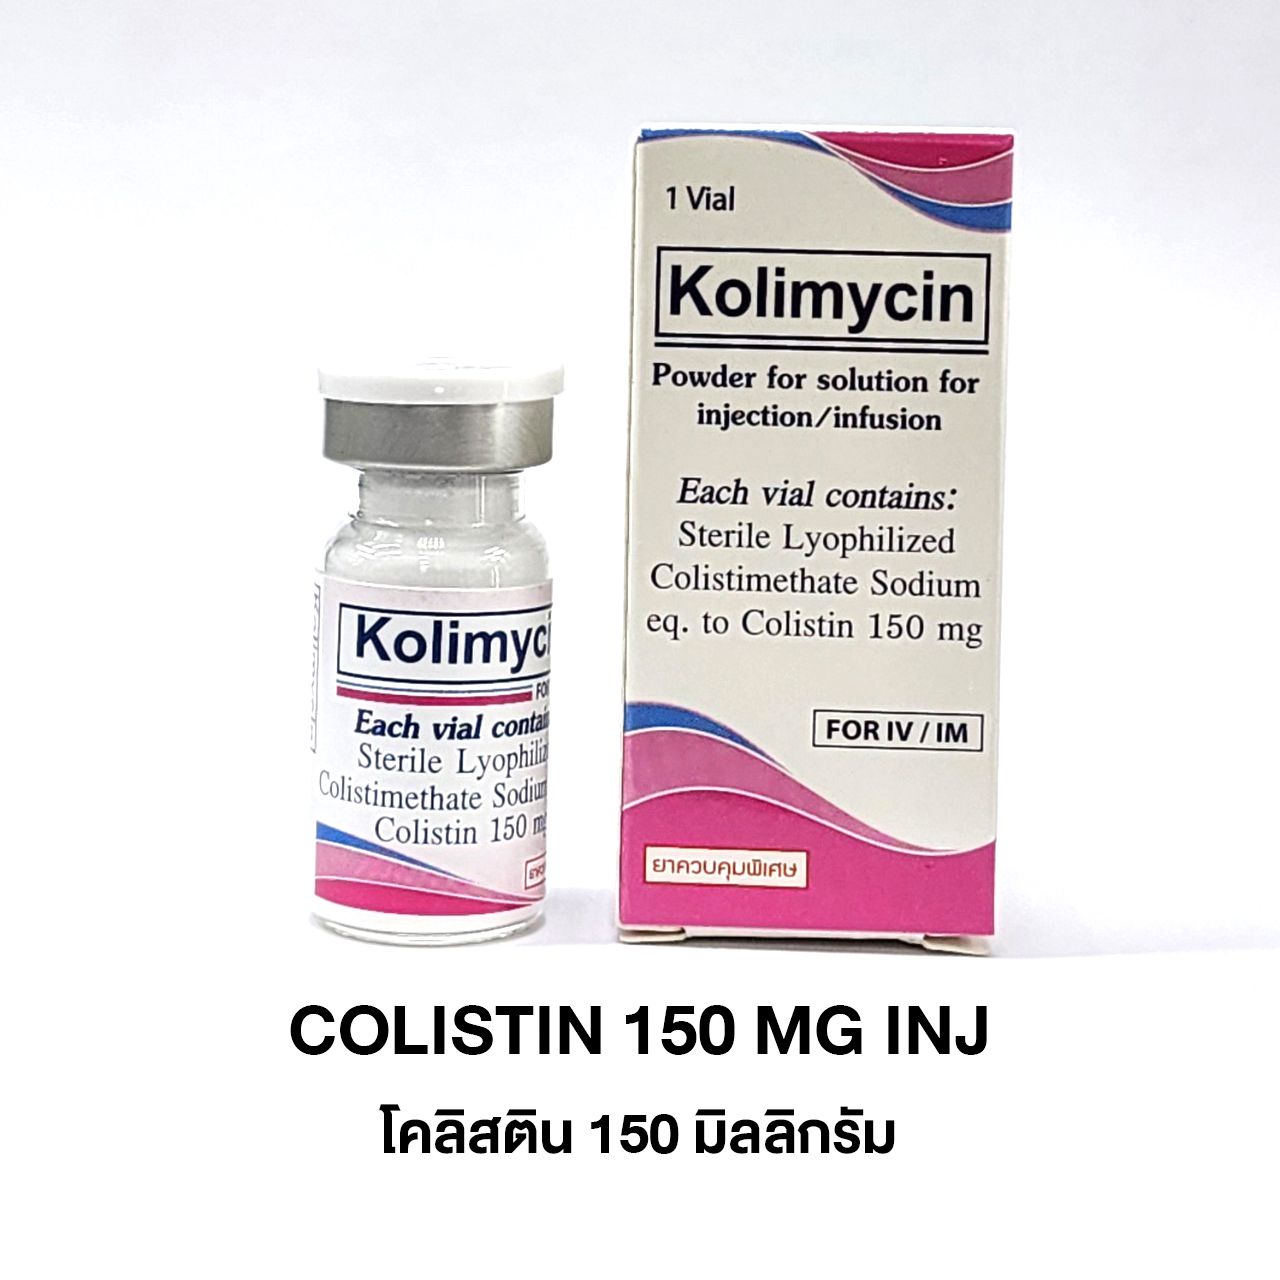 1 Vial
Kolimycin
Powder for solution for
injection/infusion
Each vial contains:
Sterile Lyophilized
Colistimethate Sodium
eq. to Colistin 150 mg
FOR IV / IM
ยาควบคุมพิเศษ
Kolimyci
Each vial contai
Sterile Lyophiliz
Colistimethate Sodium
Colistin 150 mg
COLISTIN 150 MG INJ
โคลิสติน 150 มิลลิกรัม